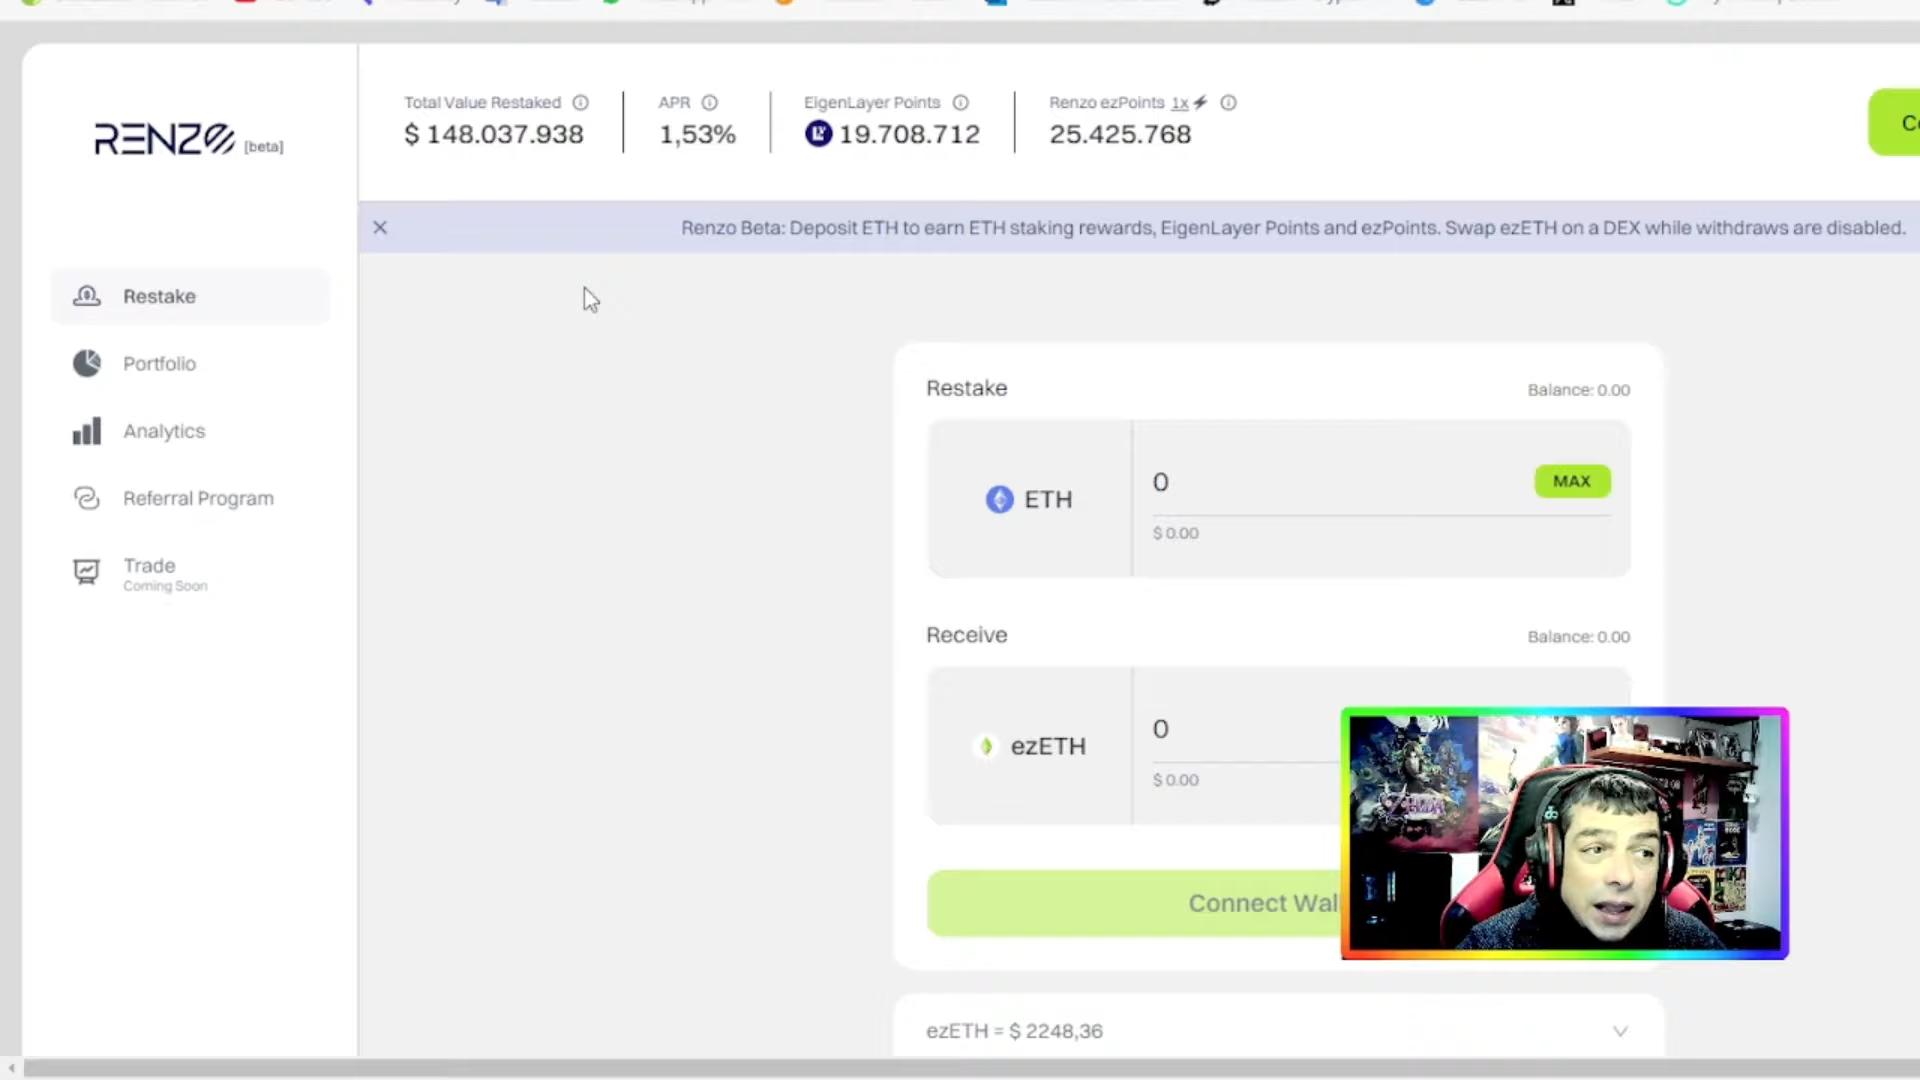 RENZO [beta]
Total Value Restaked
$ 148.037.938
APR
1,53%
EigenLayer Points
19.708.712
Renzo ezPoints 1x
25.425.768
Renzo Beta: Deposit ETH to earn ETH staking rewards, EigenLayer Points and ezPoints. Swap ezETH on a DEX while withdraws are disabled.
Restake
Portfolio
Analytics
Referral Program
Trade
Coming Soon
Restake
Balance: 0.00
ETH
0
MAX
$ 0.00
Receive
Balance: 0.00
ezETH
0
$ 0.00
Connect Wal
ezETH = $ 2248,36
ZELDA